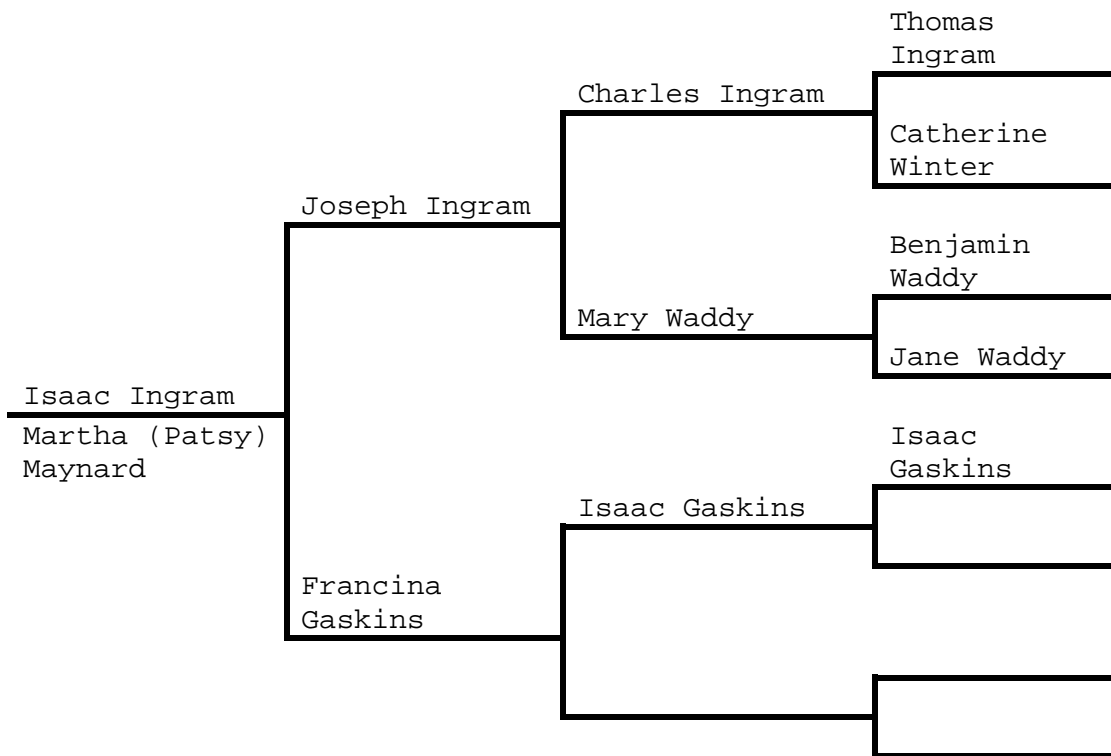 Thomas
Ingram
Charles Ingram
Catherine
Winter
Joseph Ingram
Benjamin
Waddy
Mary Waddy
Jane Waddy
Isaac Ingram
Martha (Patsy)
Maynard
Isaac
Gaskins
Isaac Gaskins
Francina
Gaskins